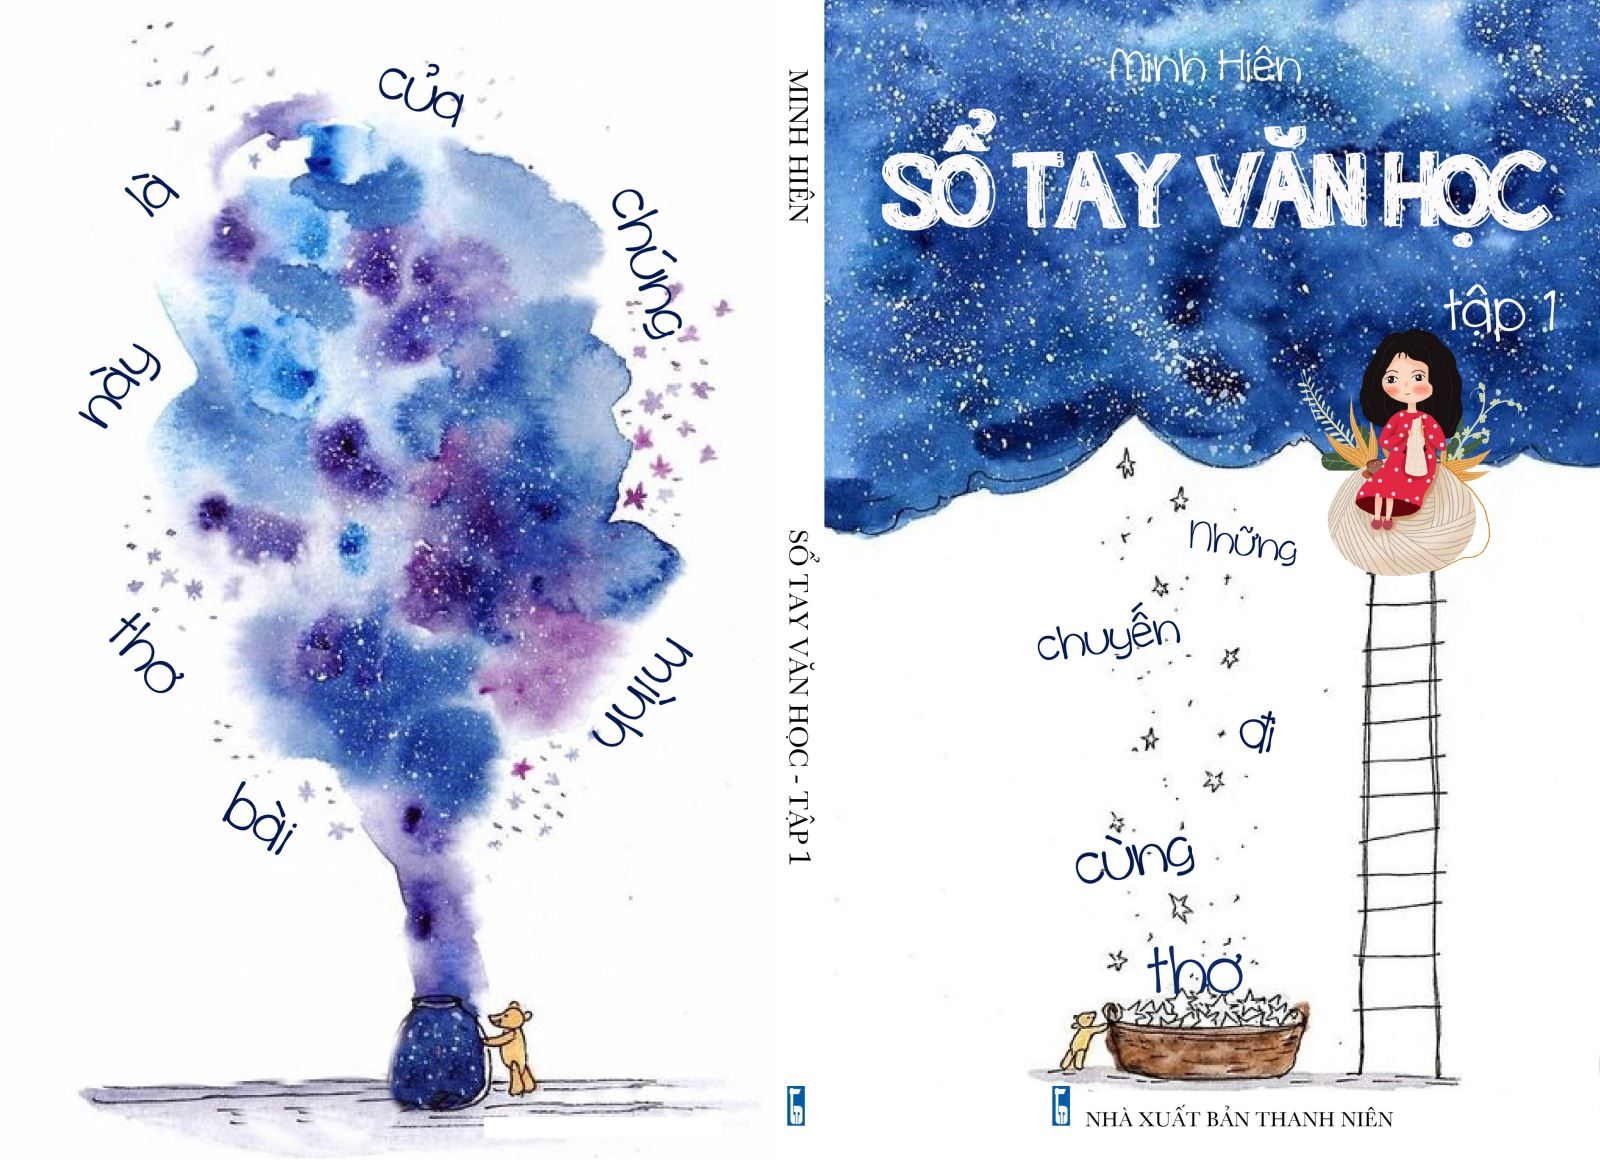 của
là
chúng
này
mình
thơ
bài
MINH HIÊN
SỔ TAY VĂN HỌC - TẬP 1
Minh Hiên
SỔ TAY VĂN HỌC
tập 1
Những
chuyến
đi
cùng
thơ
NHÀ XUẤT BẢN THANH NIÊN